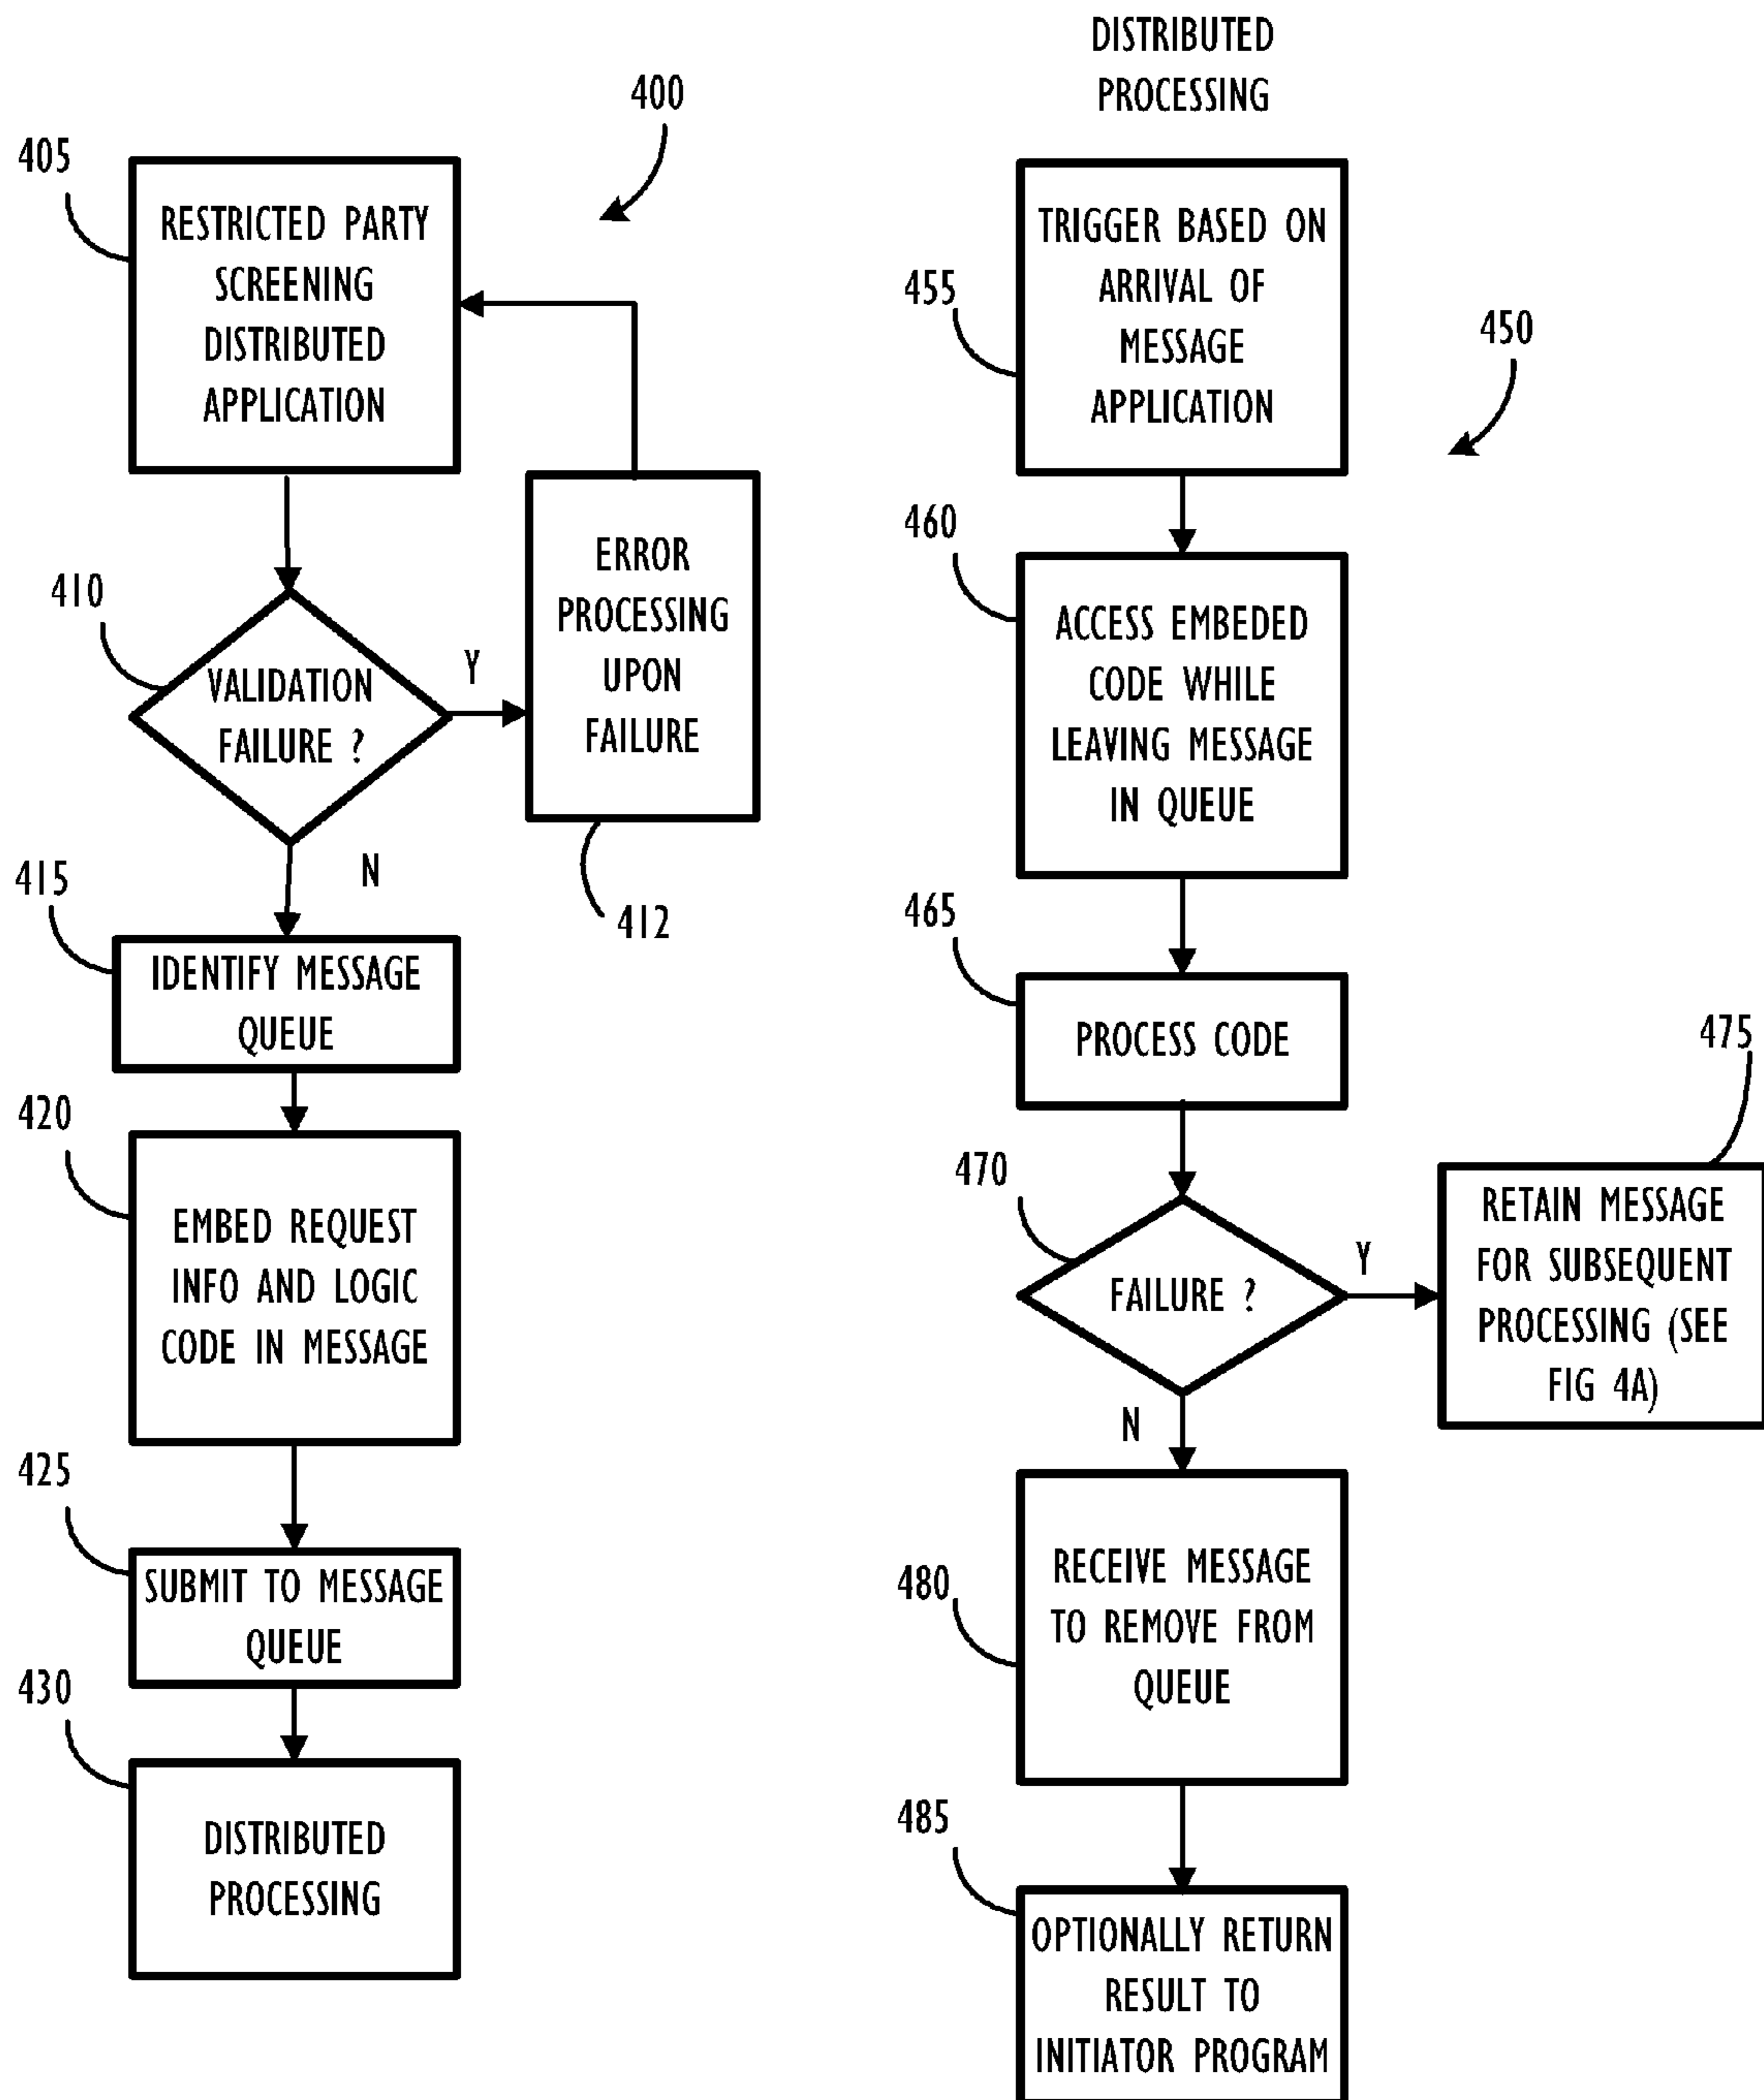 400
405
RESTRICTED PARTY
SCREENING
DISTRIBUTED
APPLICATION
410
VALIDATION
FAILURE ?
Y
ERROR
PROCESSING
UPON
FAILURE
412
N
415
IDENTIFY MESSAGE
QUEUE
420
EMBED REQUEST
INFO AND LOGIC
CODE IN MESSAGE
425
SUBMIT TO MESSAGE
QUEUE
430
DISTRIBUTED
PROCESSING
DISTRIBUTED
PROCESSING
450
455
TRIGGER BASED ON
ARRIVAL OF
MESSAGE
APPLICATION
460
ACCESS EMBEDED
CODE WHILE
LEAVING MESSAGE
IN QUEUE
465
PROCESS CODE
470
FAILURE ?
Y
475
RETAIN MESSAGE
FOR SUBSEQUENT
PROCESSING (SEE
FIG 4A)
N
480
RECEIVE MESSAGE
TO REMOVE FROM
QUEUE
485
OPTIONALLY RETURN
RESULT TO
INITIATOR PROGRAM